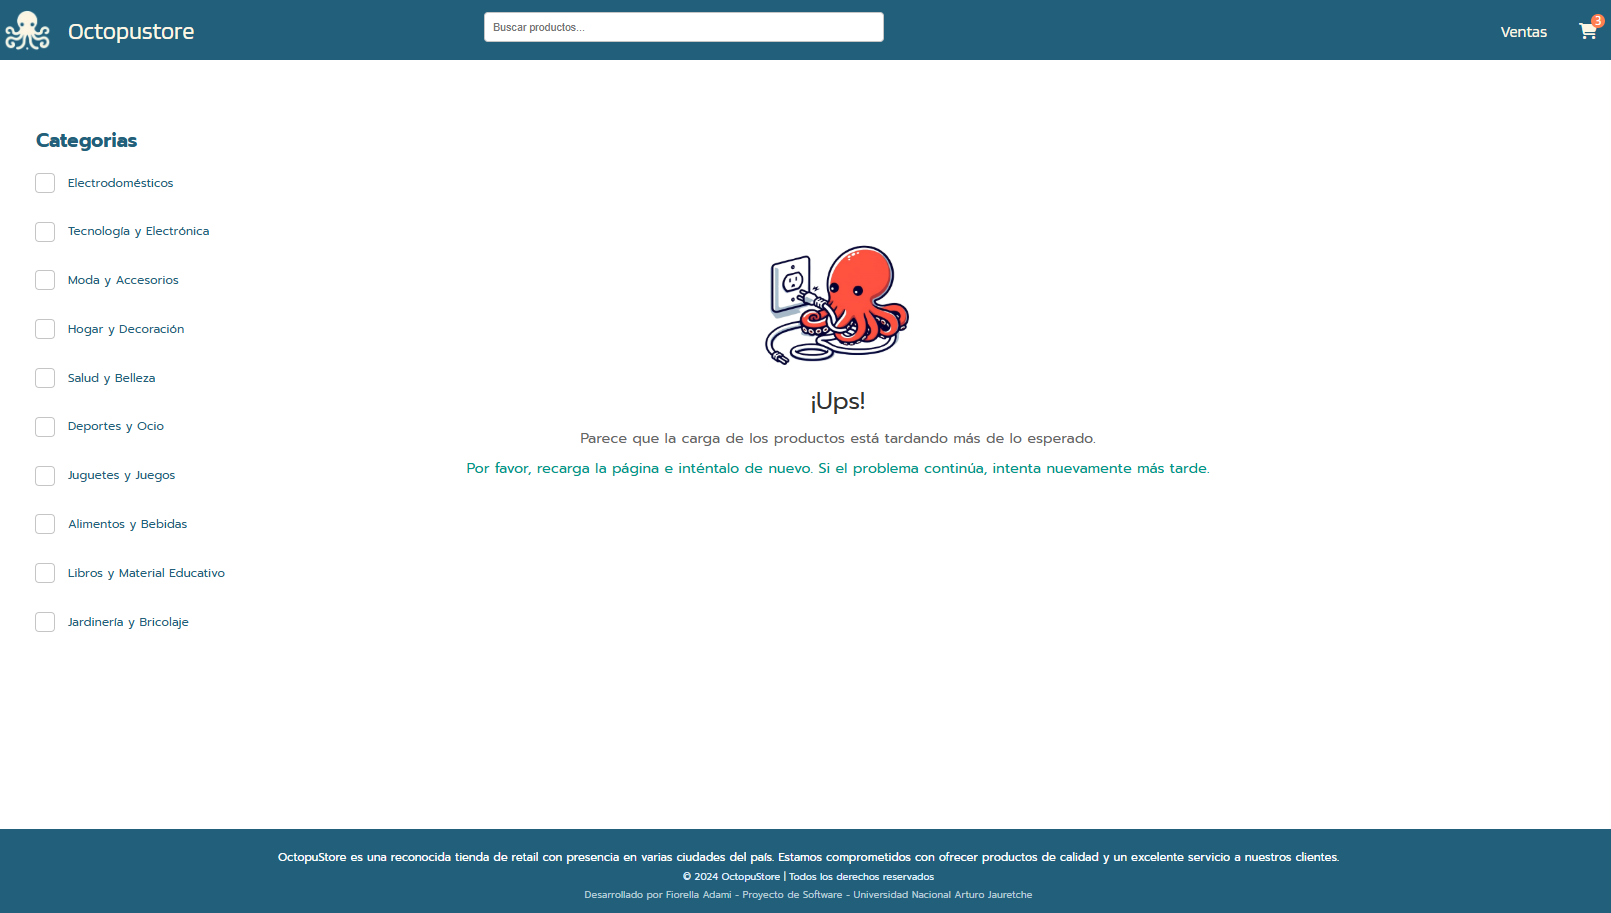 Octopustore
Buscar productos...
Ventas
3
Categorias
Electrodomésticos
Tecnología y Electrónica
Moda y Accesorios
Hogar y Decoración
Salud y Belleza
Deportes y Ocio
Juguetes y Juegos
Alimentos y Bebidas
Libros y Material Educativo
Jardinería y Bricolaje
¡Ups!
Parece que la carga de los productos está tardando más de lo esperado.
Por favor, recarga la página e inténtalo de nuevo. Si el problema continúa, intenta nuevamente más tarde.
OctopuStore es una reconocida tienda de retail con presencia en varias ciudades del país. Estamos comprometidos con ofrecer productos de calidad y un excelente servicio a nuestros clientes.
© 2024 OctopuStore | Todos los derechos reservados
Desarrollado por Fiorella Adami - Proyecto de Software - Universidad Nacional Arturo Jauretche